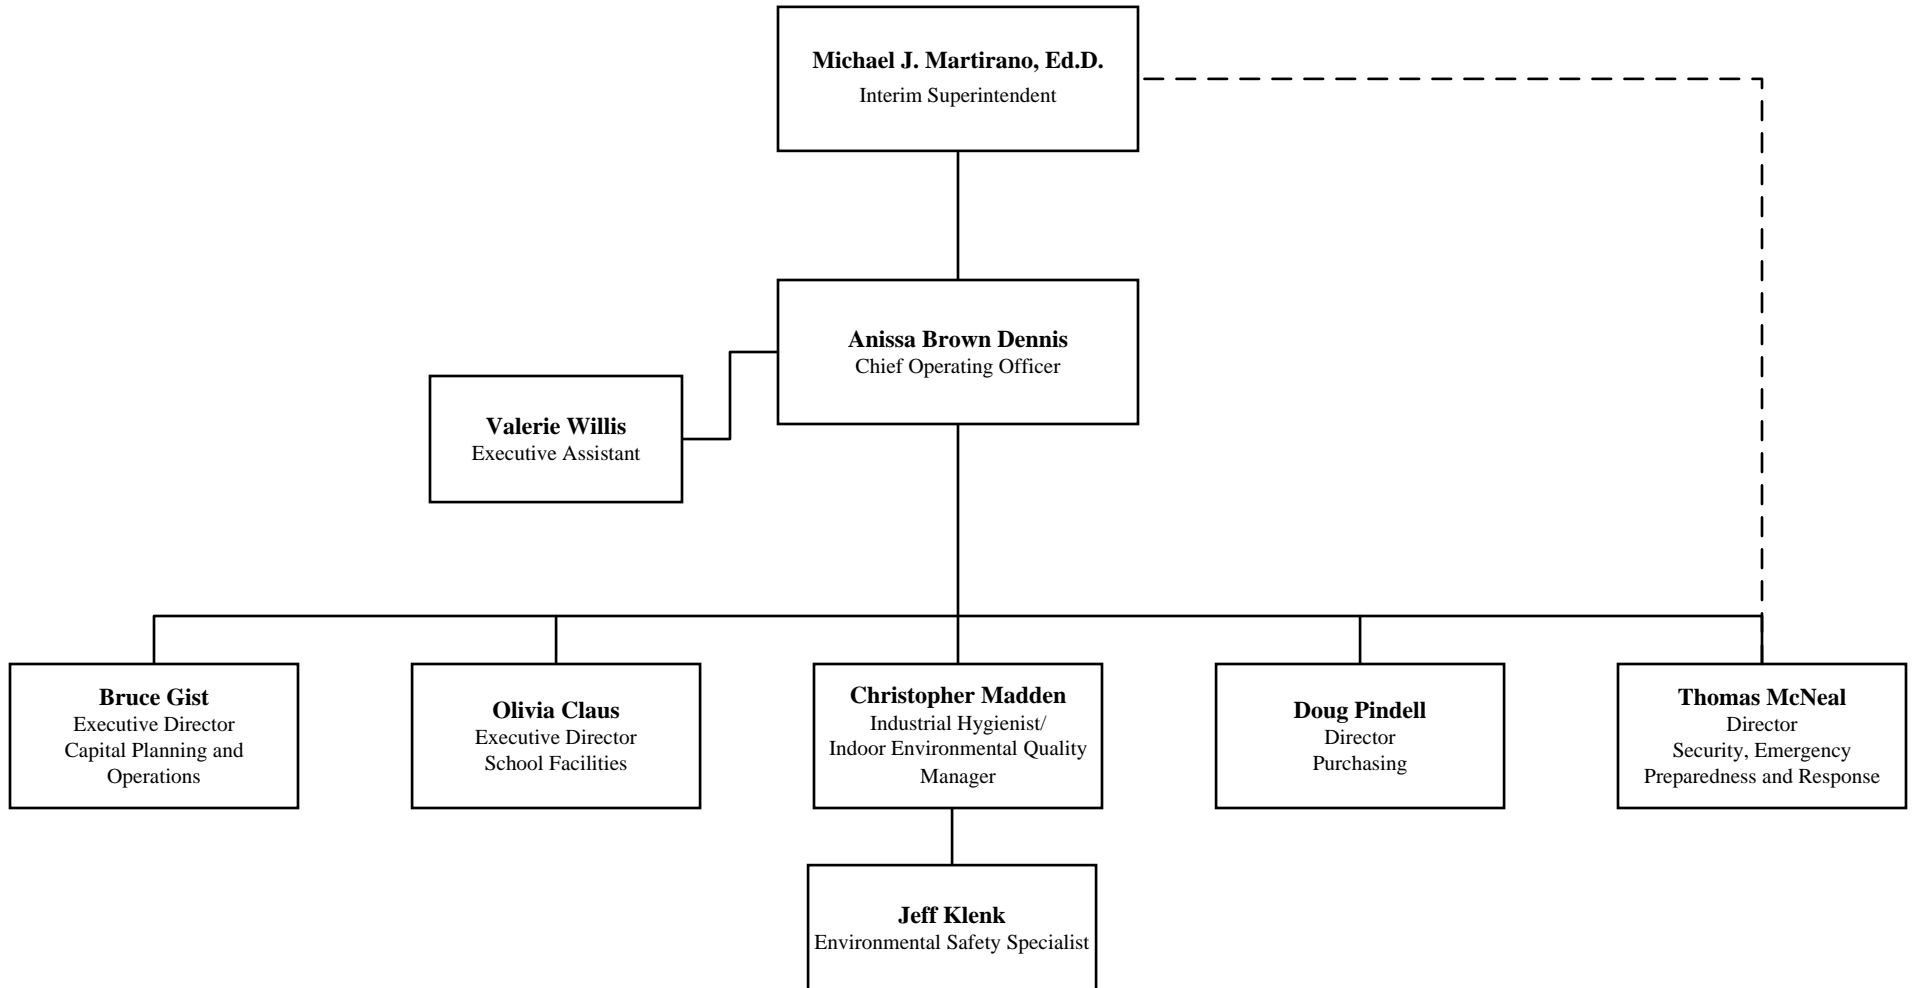 Michael J. Martirano, Ed.D.
Interim Superintendent
Anissa Brown Dennis
Chief Operating Officer
Valerie Willis
Executive Assistant
Bruce Gist
Executive Director
Capital Planning and
Operations
Olivia Claus
Executive Director
School Facilities
Christopher Madden
Industrial Hygienist/
Indoor Environmental Quality
Manager
Doug Pindell
Director
Purchasing
Thomas McNeal
Director
Security, Emergency
Preparedness and Response
Jeff Klenk
Environmental Safety Specialist